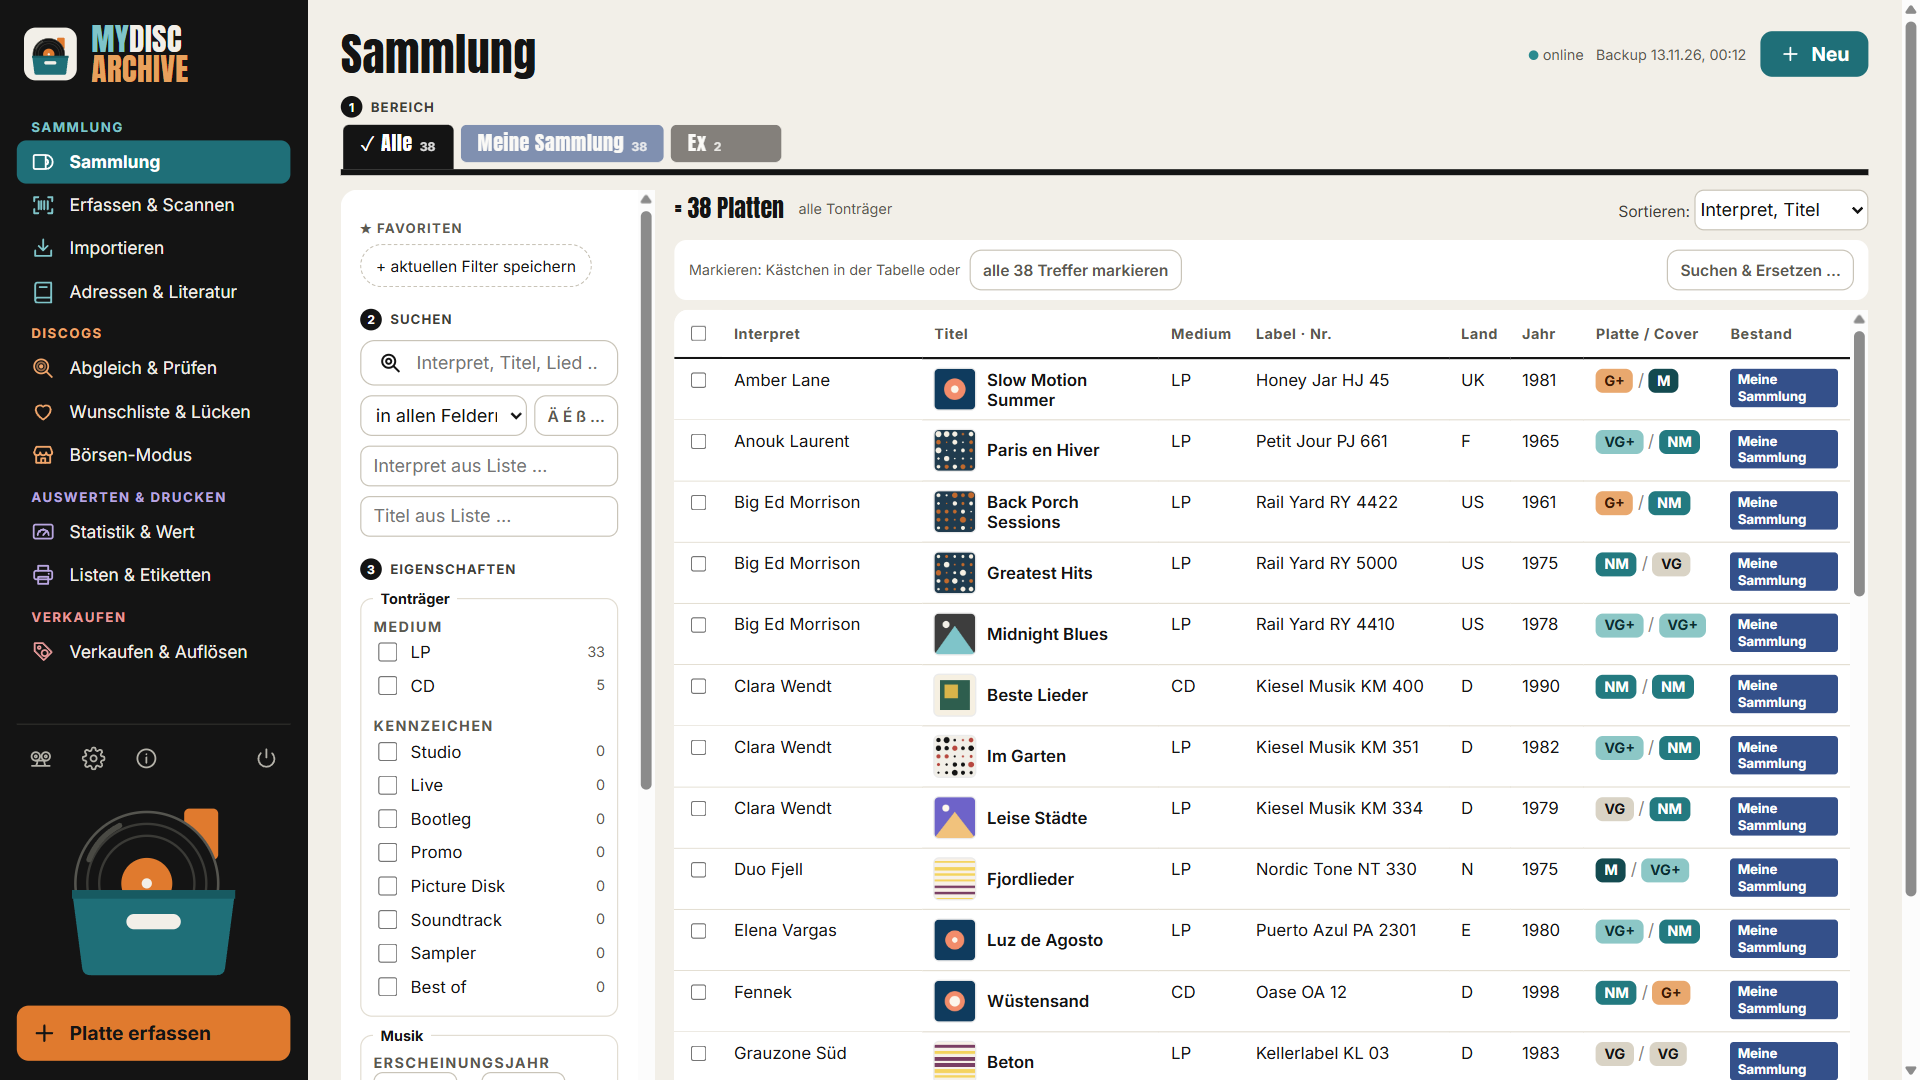 MYDISC
ARCHIVE
SAMMLUNG
Sammlung
Erfassen & Scannen
Importieren
Adressen & Literatur
DISCOGS
Abgleich & Prüfen
Wunschliste & Lücken
Börsen-Modus
AUSWERTEN & DRUCKEN
Statistik & Wert
Listen & Etiketten
VERKAUFEN
Verkaufen & Auflösen
+ Platte erfassen
Sammlung
online Backup 13.11.26, 00:12
+ Neu
1 BEREICH
✓ Alle 38
Meine Sammlung 38
Ex 2
★ FAVORITEN
+ aktuellen Filter speichern
2 SUCHEN
Interpret, Titel, Lied ..
in allen Felderr
Ä É ß ...
Interpret aus Liste ...
Titel aus Liste ...
3 EIGENSCHAFTEN
Tonträger
MEDIUM
LP 33
CD 5
KENNZEICHEN
Studio 0
Live 0
Bootleg 0
Promo 0
Picture Disk 0
Soundtrack 0
Sampler 0
Best of 0
Musik
ERSCHEINUNGSJAHR
= 38 Platten alle Tonträger
Sortieren: Interpret, Titel
Markieren: Kästchen in der Tabelle oder alle 38 Treffer markieren
Suchen & Ersetzen ...
Interpret Titel Medium Label · Nr. Land Jahr Platte / Cover Bestand
Amber Lane Slow Motion Summer LP Honey Jar HJ 45 UK 1981 G+ / M Meine Sammlung
Anouk Laurent Paris en Hiver LP Petit Jour PJ 661 F 1965 VG+ / NM Meine Sammlung
Big Ed Morrison Back Porch Sessions LP Rail Yard RY 4422 US 1961 G+ / NM Meine Sammlung
Big Ed Morrison Greatest Hits LP Rail Yard RY 5000 US 1975 NM / VG Meine Sammlung
Big Ed Morrison Midnight Blues LP Rail Yard RY 4410 US 1978 VG+ / VG+ Meine Sammlung
Clara Wendt Beste Lieder CD Kiesel Musik KM 400 D 1990 NM / NM Meine Sammlung
Clara Wendt Im Garten LP Kiesel Musik KM 351 D 1982 VG+ / NM Meine Sammlung
Clara Wendt Leise Städte LP Kiesel Musik KM 334 D 1979 VG / NM Meine Sammlung
Duo Fjell Fjordlieder LP Nordic Tone NT 330 N 1975 M / VG+ Meine Sammlung
Elena Vargas Luz de Agosto LP Puerto Azul PA 2301 E 1980 VG+ / NM Meine Sammlung
Fennek Wüstensand CD Oase OA 12 D 1998 NM / G+ Meine Sammlung
Grauzone Süd Beton LP Kellerlabel KL 03 D 1983 VG / VG Meine Sammlung